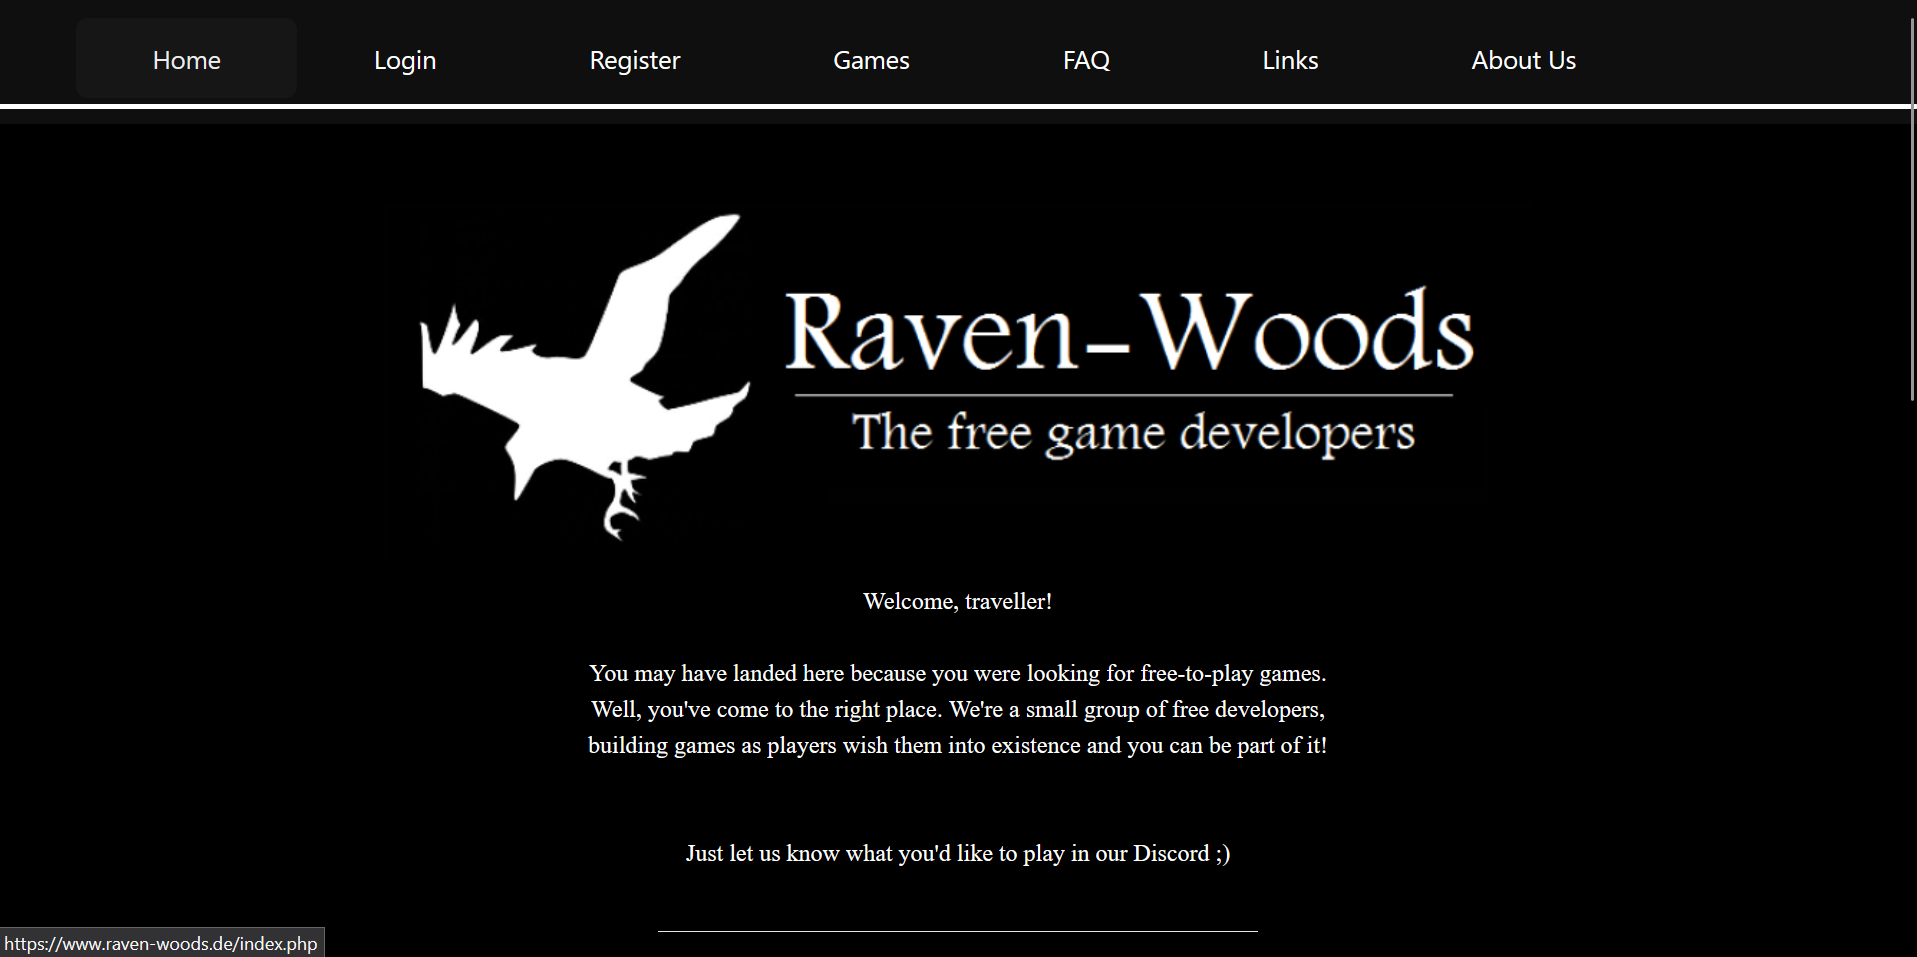 Home Login Register Games FAQ Links About Us
Raven-Woods
The free game developers
Welcome, traveller!
You may have landed here because you were looking for free-to-play games.
Well, you've come to the right place. We're a small group of free developers,
building games as players wish them into existence and you can be part of it!
Just let us know what you'd like to play in our Discord ;)
https://www.raven-woods.de/index.php